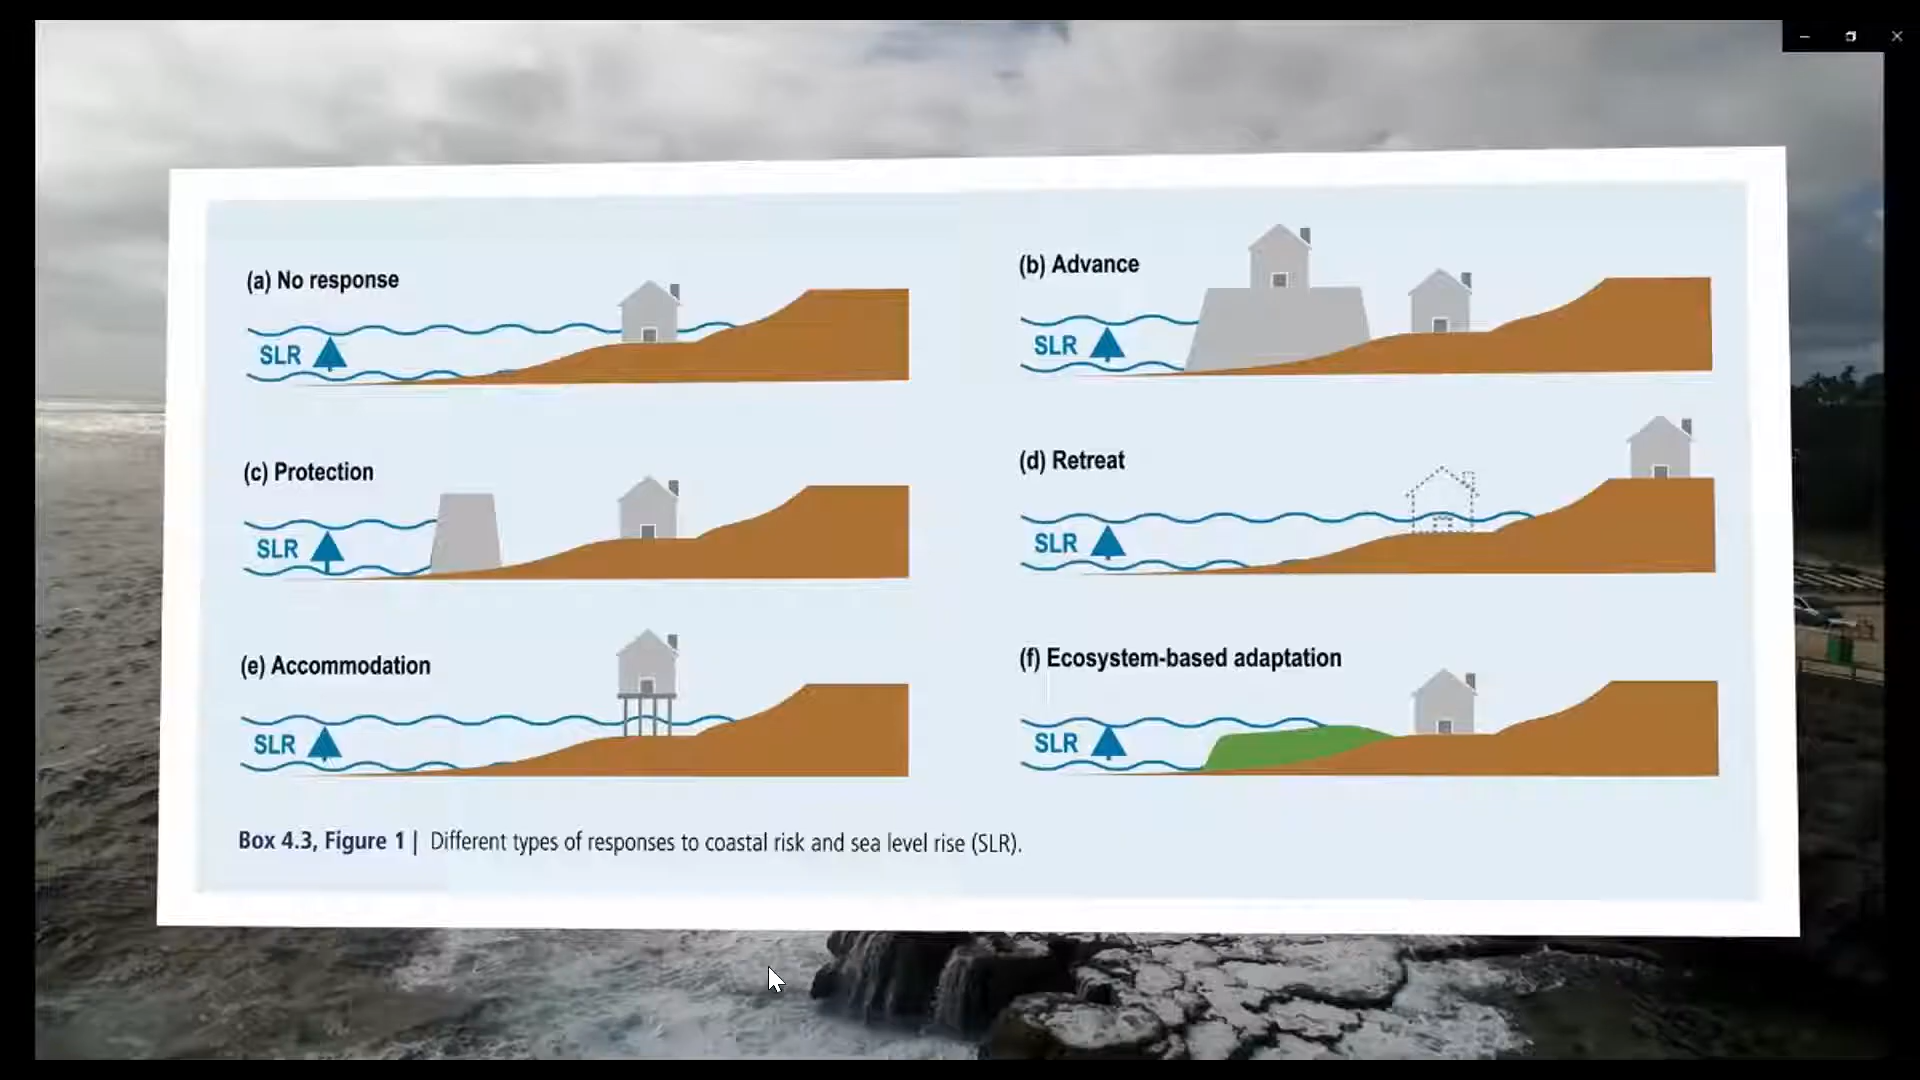 (a) No response
SLR
(b) Advance
SLR
(c) Protection
SLR
(d) Retreat
SLR
(e) Accommodation
SLR
(f) Ecosystem-based adaptation
SLR
Box 4.3, Figure 1 | Different types of responses to coastal risk and sea level rise (SLR).